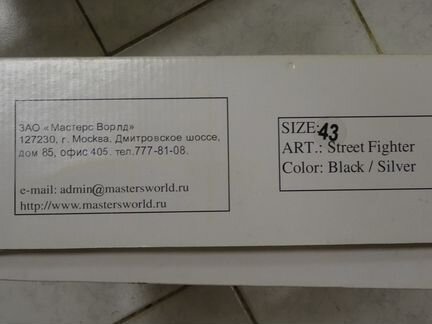 ЗАО «Мастерс Ворлд»
127230, г. Москва. Дмитровское шоссе,
дом 85, офис 405. тел.777-81-08.
e-mail: admin@mastersworld.ru
http://www.mastersworld.ru
SIZE:43
ART.: Street Fighter
Color: Black / Silver